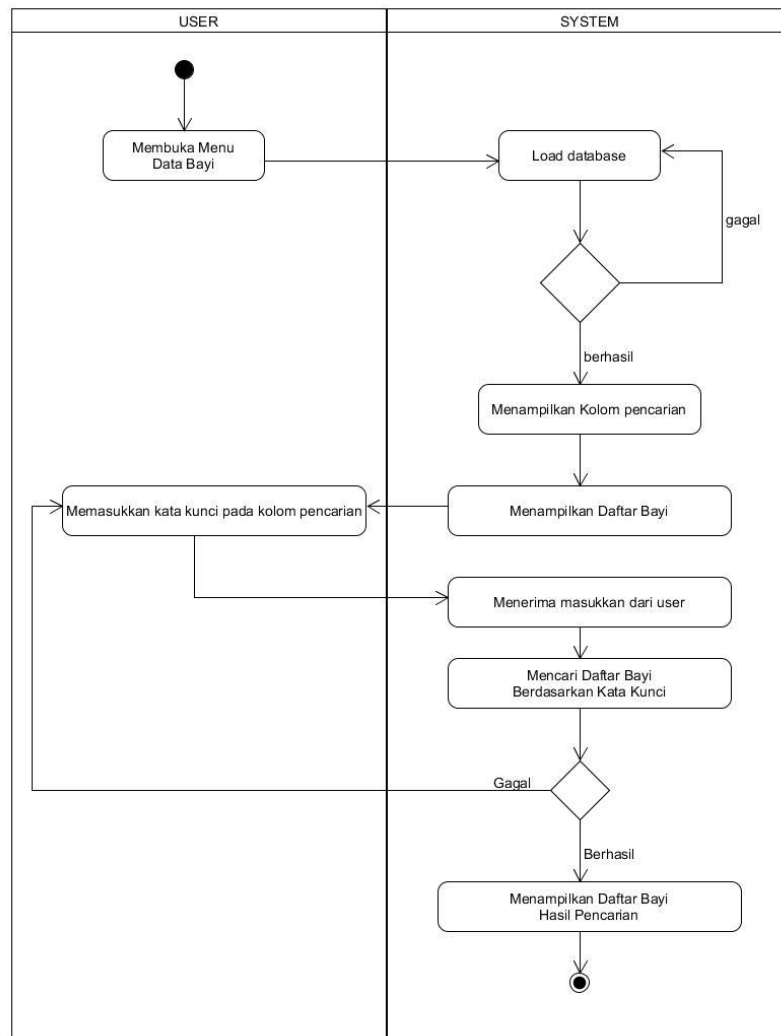 USER
SYSTEM
Membuka Menu
Data Bayi
Load database
gagal
berhasil
Menampilkan Kolom pencarian
Memasukkan kata kunci pada kolom pencarian
Menampilkan Daftar Bayi
Menerima masukkan dari user
Mencari Daftar Bayi
Berdasarkan Kata Kunci
Gagal
Berhasil
Menampilkan Daftar Bayi
Hasil Pencarian